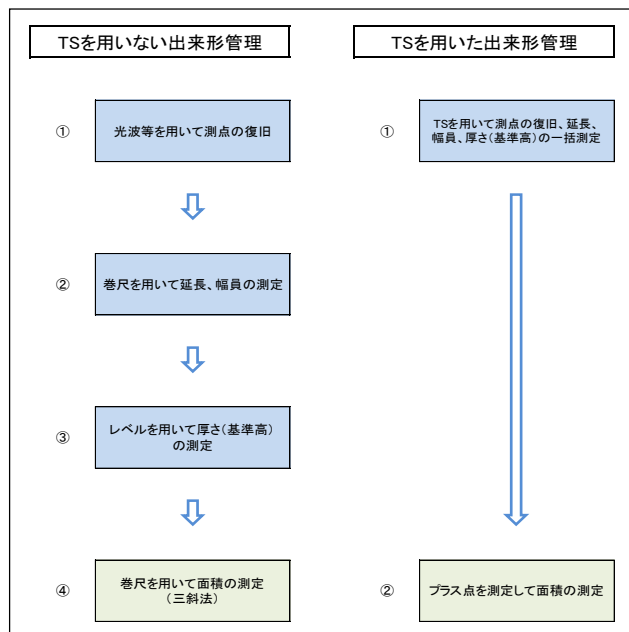 TSを用いない出来形管理
① 光波等を用いて測点の復旧
② 巻尺を用いて延長、幅員の測定
③ レベルを用いて厚さ(基準高)
の測定
④ 巻尺を用いて面積の測定
(三斜法)
TSを用いた出来形管理
① TSを用いて測点の復旧、延長、
幅員、厚さ(基準高)の一括測定
② プラス点を測定して面積の測定